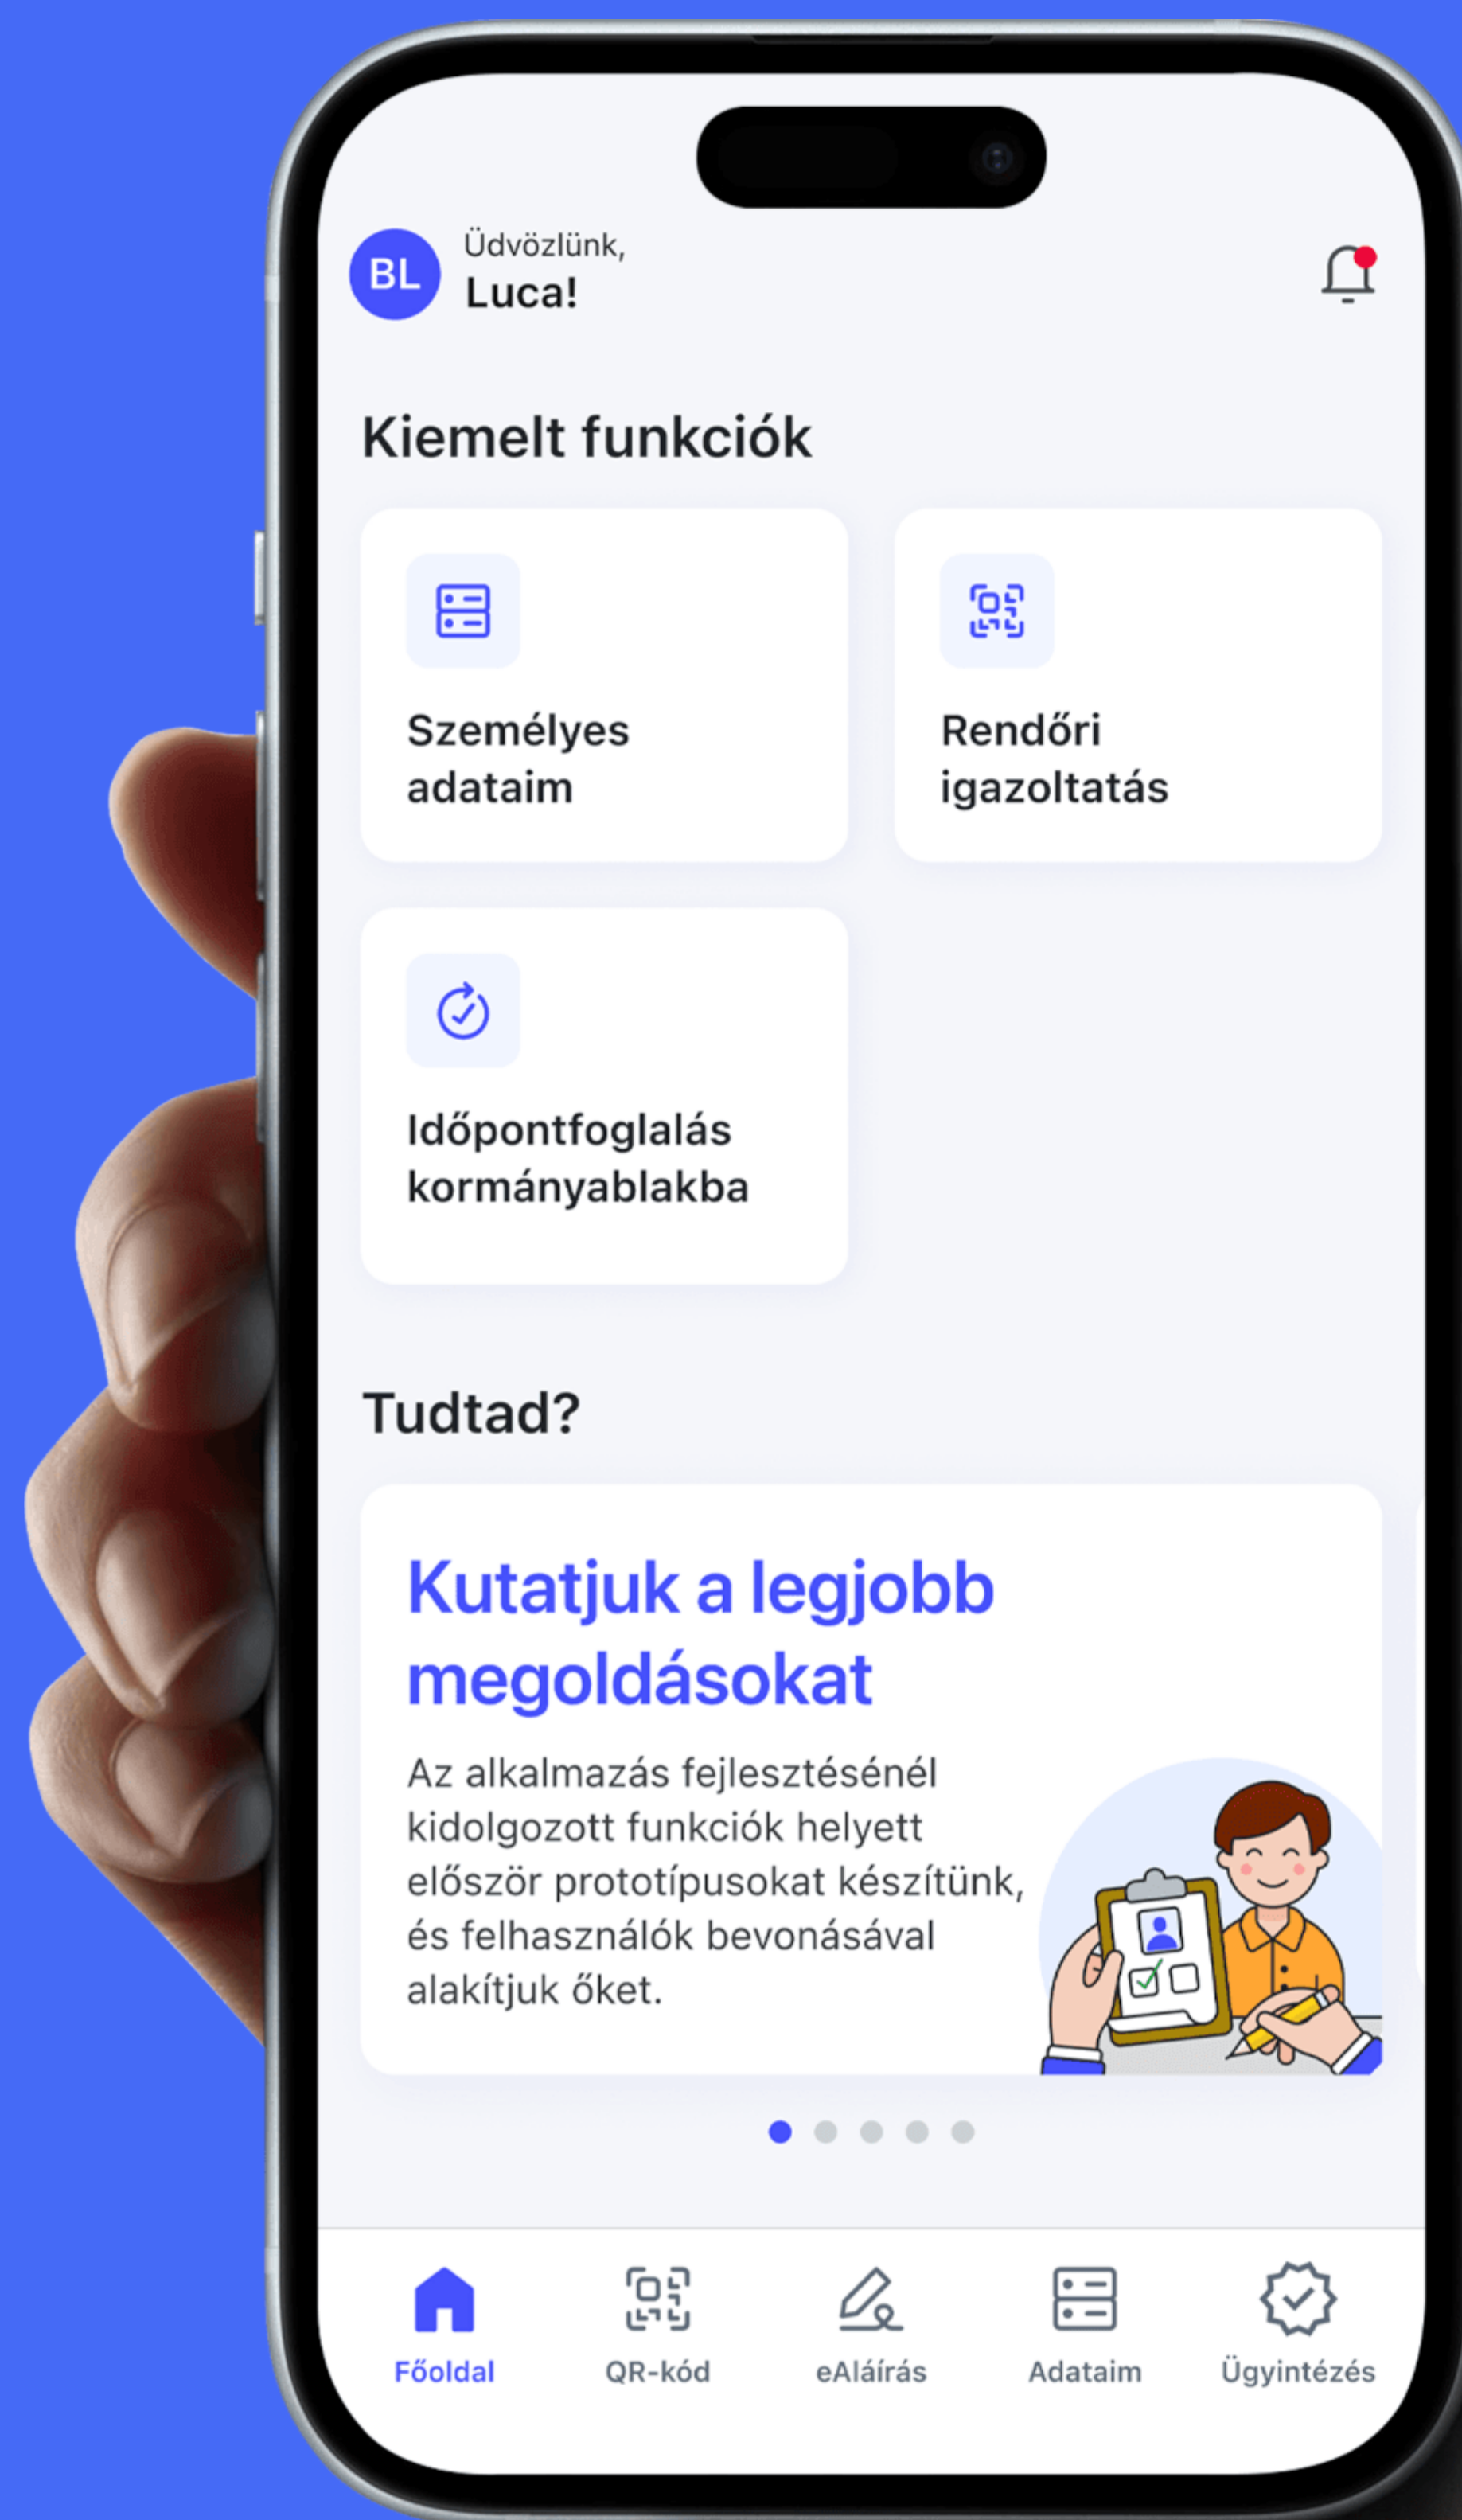 BL
Üdvözlünk,
Luca!
Kiemelt funkciók
Személyes
adataim
Rendőri
igazoltatás
Időpontfoglalás
kormányablakba
Tudtad?
Kutatjuk a legjobb
megoldásokat
Az alkalmazás fejlesztésénél
kidolgozott funkciók helyett
először prototípusokat készítünk,
és felhasználók bevonásával
alakítjuk őket.
Főoldal
QR-kód
eAláírás
Adataim
Ügyintézés